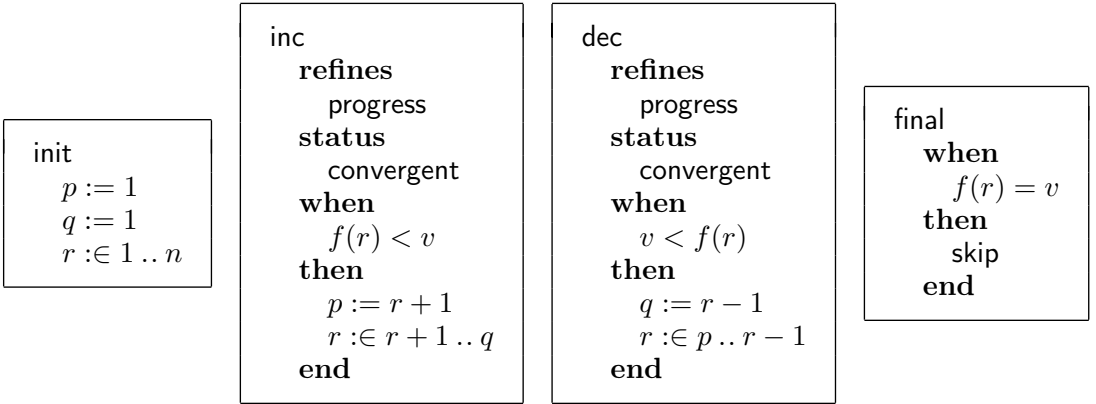 init
p := 1
q := 1
r :∈ 1 .. n
inc
refines
progress
status
convergent
when
f(r) < v
then
p := r + 1
r :∈ r + 1 .. q
end
dec
refines
progress
status
convergent
when
v < f(r)
then
q := r − 1
r :∈ p .. r − 1
end
final
when
f(r) = v
then
skip
end